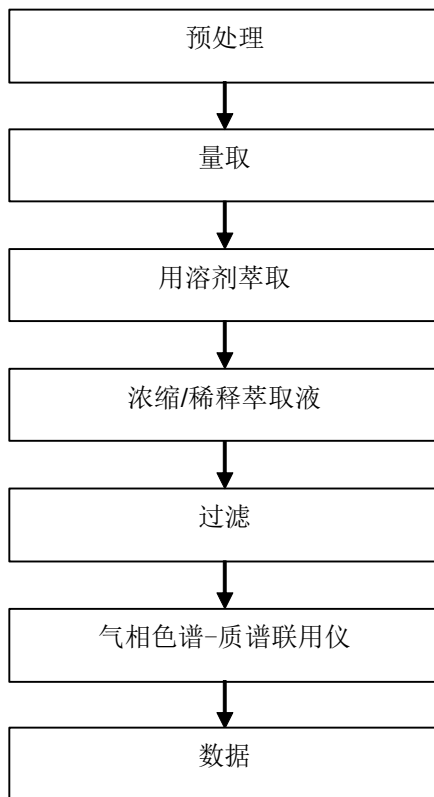 预处理
量取
用溶剂萃取
浓缩/稀释萃取液
过滤
气相色谱-质谱联用仪
数据